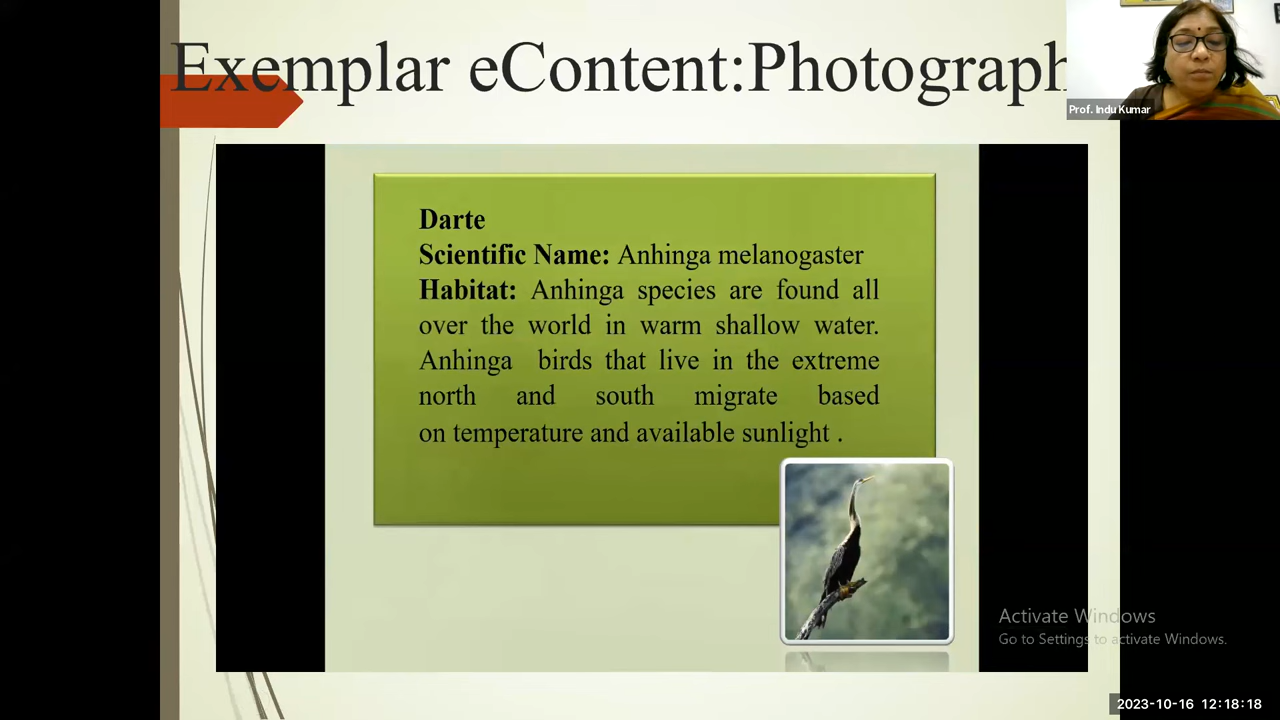 Exemplar eContent:Photograph
Prof. Indu Kumar
Darte
Scientific Name: Anhinga melanogaster
Habitat: Anhinga species are found all
over the world in warm shallow water.
Anhinga birds that live in the extreme
north and south migrate based
on temperature and available sunlight .
Activate Windows
Go to Settings to activate Windows.
2023-10-16 12:18:18